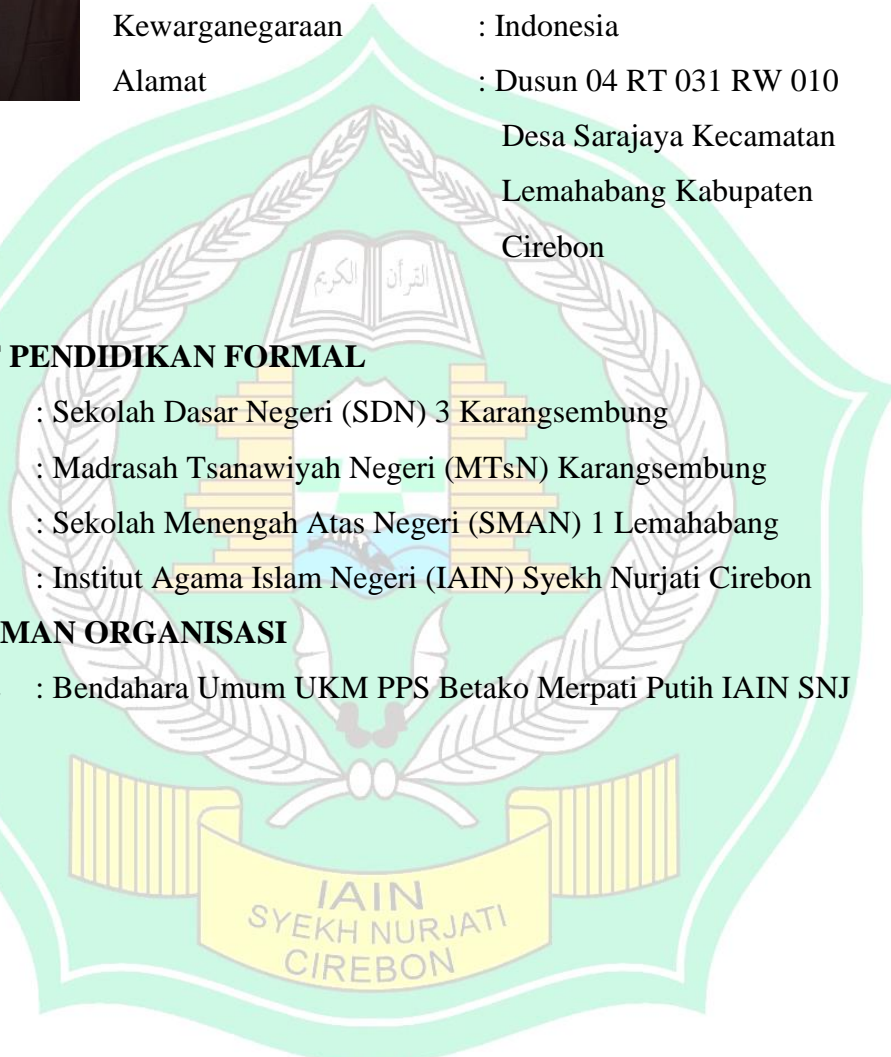 Kewarganegaraan : Indonesia
Alamat : Dusun 04 RT 031 RW 010
Desa Sarajaya Kecamatan
Lemahabang Kabupaten
Cirebon
القرآن الكريم
PENDIDIKAN FORMAL
: Sekolah Dasar Negeri (SDN) 3 Karangsembung
: Madrasah Tsanawiyah Negeri (MTsN) Karangsembung
: Sekolah Menengah Atas Negeri (SMAN) 1 Lemahabang
: Institut Agama Islam Negeri (IAIN) Syekh Nurjati Cirebon
MAN ORGANISASI
: Bendahara Umum UKM PPS Betako Merpati Putih IAIN SNJ
IAIN
SYEKH NURJATI
CIREBON